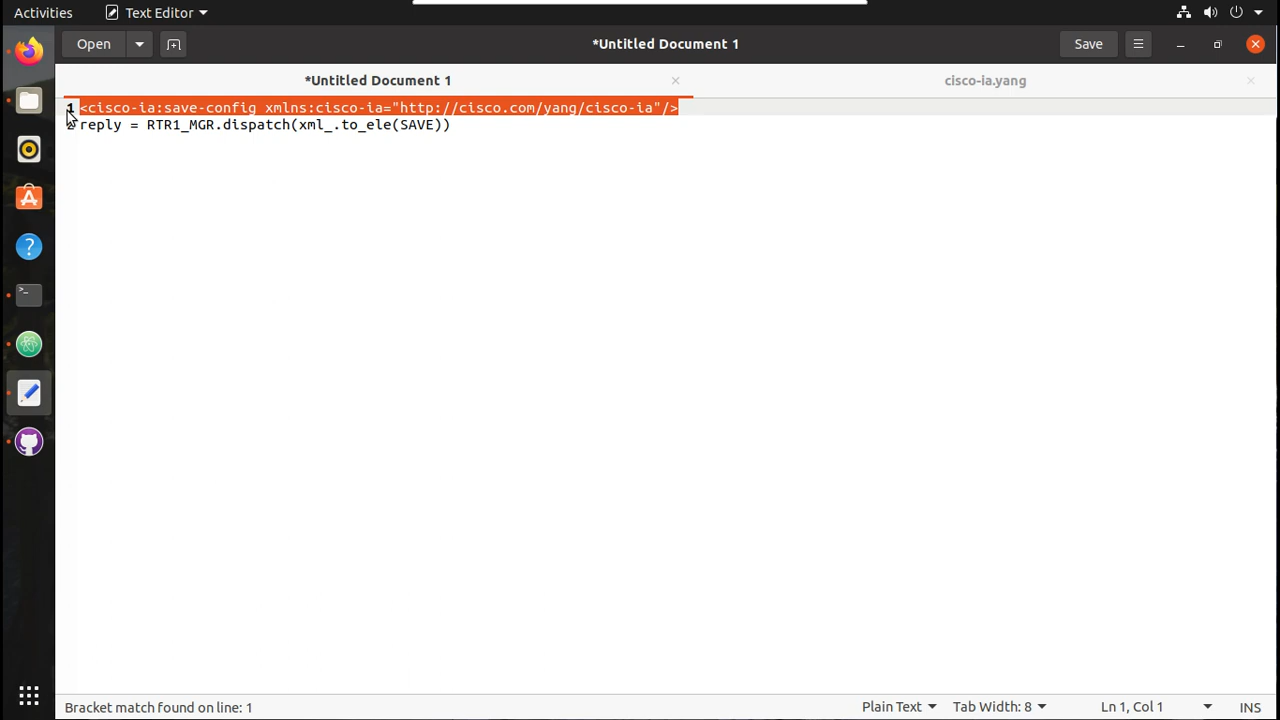 Activities Text Editor
Open *Untitled Document 1 Save
*Untitled Document 1 cisco-ia.yang
1 <cisco-ia:save-config xmlns:cisco-ia="http://cisco.com/yang/cisco-ia"/>
2 reply = RTR1_MGR.dispatch(xml_.to_ele(SAVE))
Bracket match found on line: 1 Plain Text Tab Width: 8 Ln 1, Col 1 INS